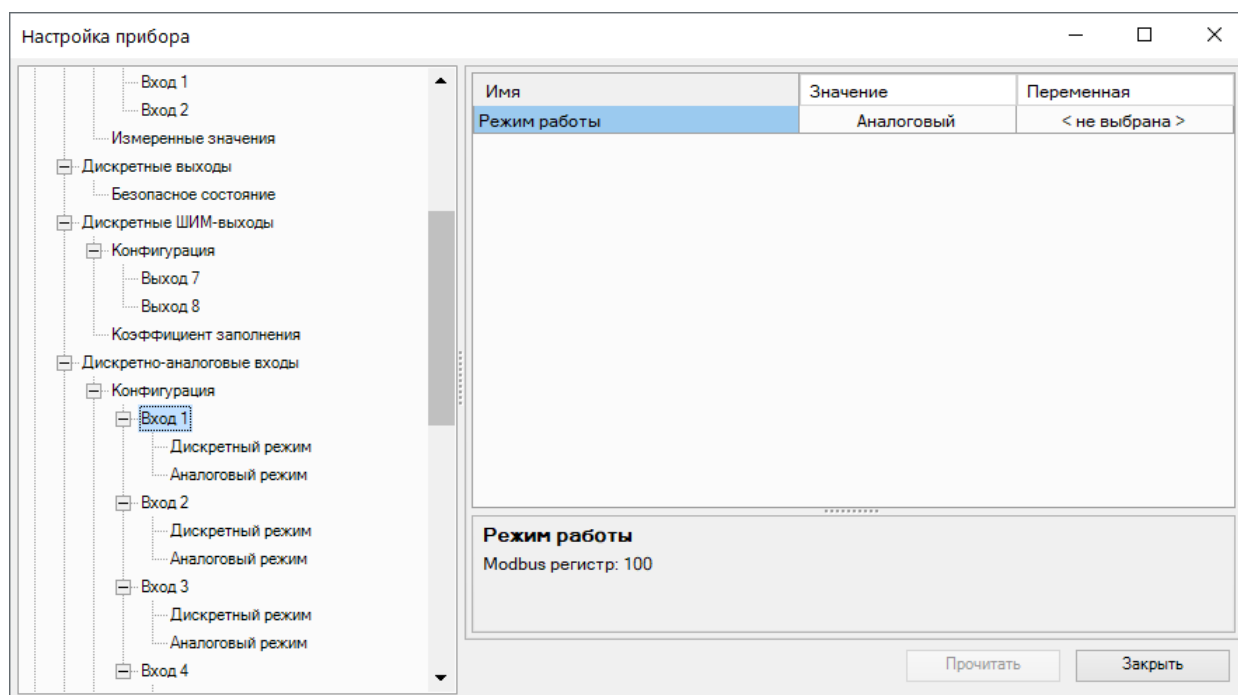 Настройка прибора
Вход 1
Вход 2
Измеренные значения
Дискретные выходы
Безопасное состояние
Дискретные ШИМ-выходы
Конфигурация
Выход 7
Выход 8
Коэффициент заполнения
Дискретно-аналоговые входы
Конфигурация
Вход 1
Дискретный режим
Аналоговый режим
Вход 2
Дискретный режим
Аналоговый режим
Вход 3
Дискретный режим
Аналоговый режим
Вход 4
Имя Значение Переменная
Режим работы Аналоговый < не выбрана >
Режим работы
Modbus регистр: 100
Прочитать Закрыть